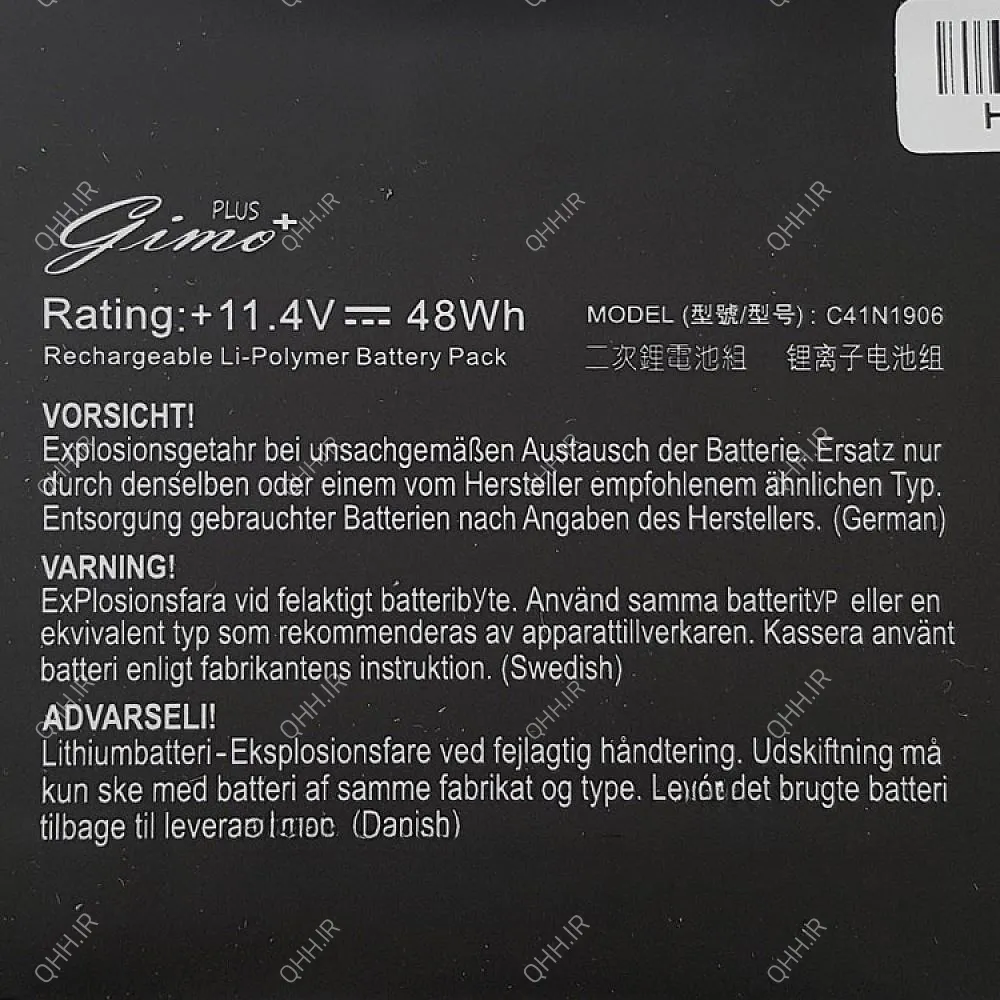 Gimo PLUS +
Rating:+11.4V 48Wh
MODEL (型號/型号) : C41N1906
Rechargeable Li-Polymer Battery Pack
二次鋰電池組 锂离子电池组
VORSICHT!
Explosionsgetahr bei unsachgemäßen Austausch der Batterie. Ersatz nur
durch denselben oder einem vom Hersteller empfohlenem ähnlichen Typ.
Entsorgung gebrauchter Batterien nach Angaben des Herstellers. (German)
VARNING!
ExPlosionsfara vid felaktigt batteribyte. Använd samma batterityP eller en
ekvivalent typ som rekommenderas av apparattillverkaren. Kassera använt
batteri enligt fabrikantens instruktion. (Swedish)
ADVARSELI!
Lithiumbatteri-Eksplosionsfare ved fejlagtig håndtering. Udskiftning må
kun ske med batteri af samme fabrikat og type. det brugte batteri
tilbage til (Danish)
QHH.IR